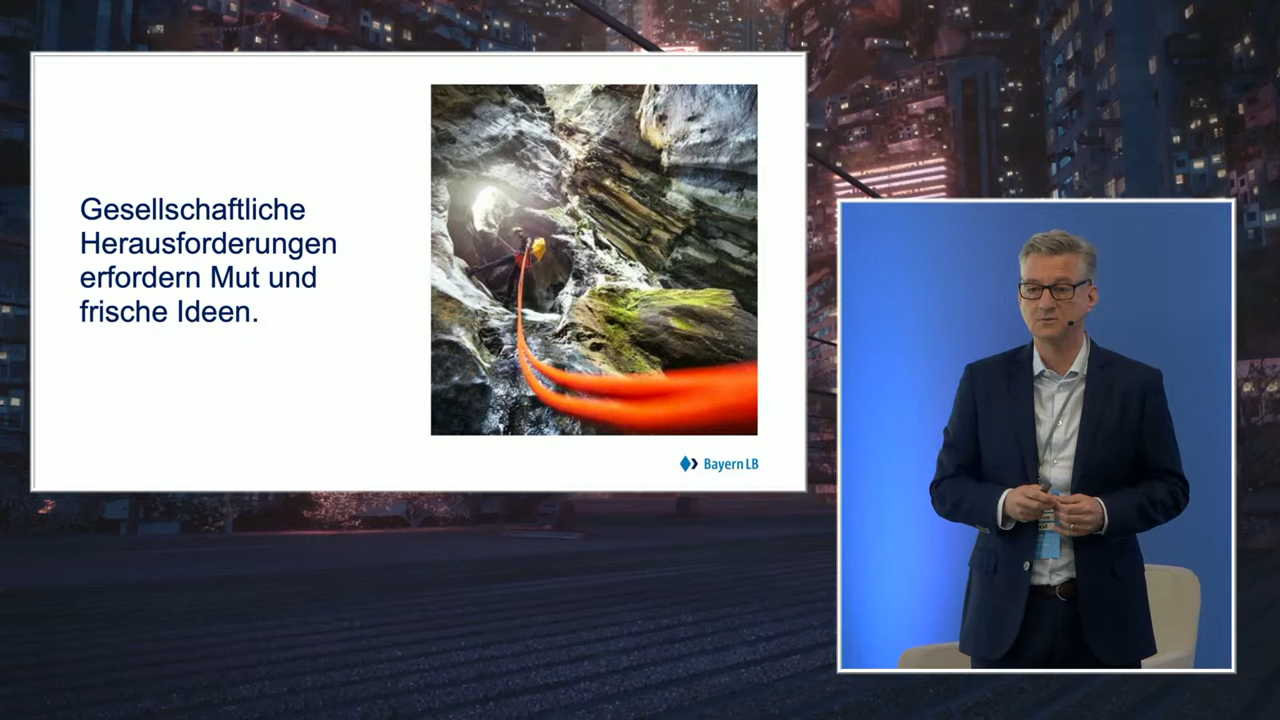 Gesellschaftliche
Herausforderungen
erfordern Mut und
frische Ideen.
Bayern LB